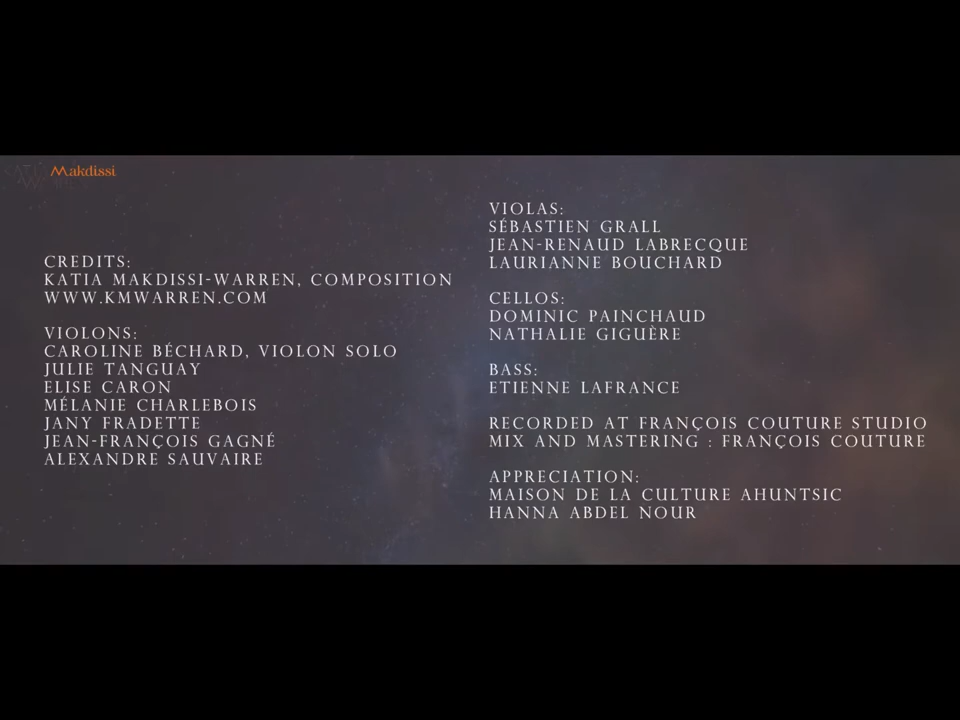 Makdissi
CREDITS:
KATIA MAKDISSI-WARREN, COMPOSITION
WWW.KMWARREN.COM
VIOLONS:
CAROLINE BÉCHARD, VIOLON SOLO
JULIE TANGUAY
ELISE CARON
MÉLANIE CHARLEBOIS
JANY FRADETTE
JEAN-FRANÇOIS GAGNÉ
ALEXANDRE SAUVAIRE
VIOLAS:
SÉBASTIEN GRALL
JEAN-RENAUD LABRECQUE
LAURIANNE BOUCHARD
CELLOS:
DOMINIC PAINCHAUD
NATHALIE GIGUÈRE
BASS:
ETIENNE LAFRANCE
RECORDED AT FRANÇOIS COUTURE STUDIO
MIX AND MASTERING : FRANÇOIS COUTURE
APPRECIATION:
MAISON DE LA CULTURE AHUNTSIC
HANNA ABDEL NOUR